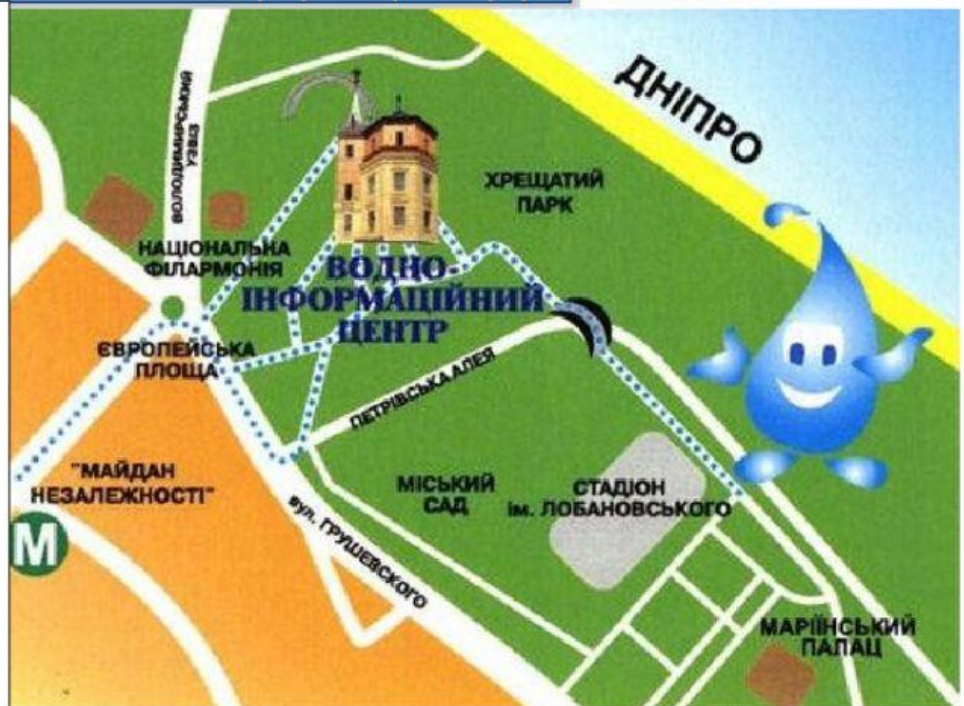 ДНІПРО
ВОЛОДИМИРСЬКИЙ
УЗВІЗ
ХРЕЩАТИЙ
ПАРК
НАЦІОНАЛЬНА
ФІЛАРМОНІЯ
ВОДНО-
ІНФОРМАЦІЙНИЙ
ЦЕНТР
ЄВРОПЕЙСЬКА
ПЛОЩА
ПЕТРІВСЬКА АЛЕЯ
"МАЙДАН
НЕЗАЛЕЖНОСТІ"
М
МІСЬКИЙ
САД
СТАДІОН
ім. ЛОБАНОВСЬКОГО
вул. ГРУШЕВСКОГО
МАРІЇНСЬКИЙ
ПАЛАЦ